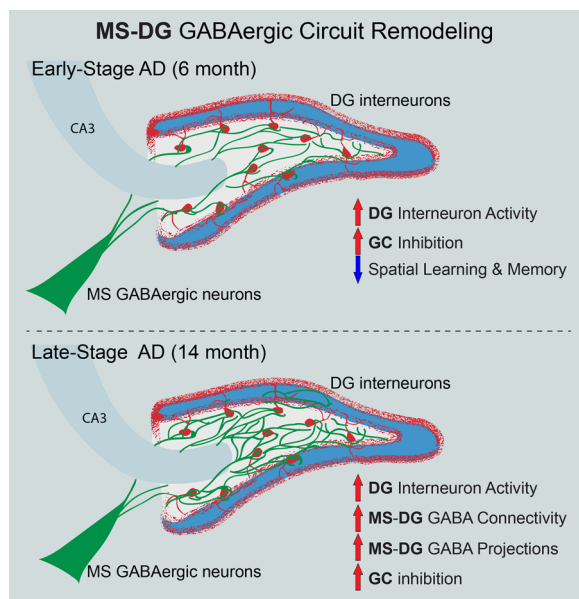 MS-DG GABAergic Circuit Remodeling
Early-Stage AD (6 month)
DG interneurons
CA3
DG Interneuron Activity
GC Inhibition
Spatial Learning & Memory
MS GABAergic neurons
Late-Stage AD (14 month)
DG interneurons
CA3
DG Interneuron Activity
MS-DG GABA Connectivity
MS-DG GABA Projections
GC inhibition
MS GABAergic neurons